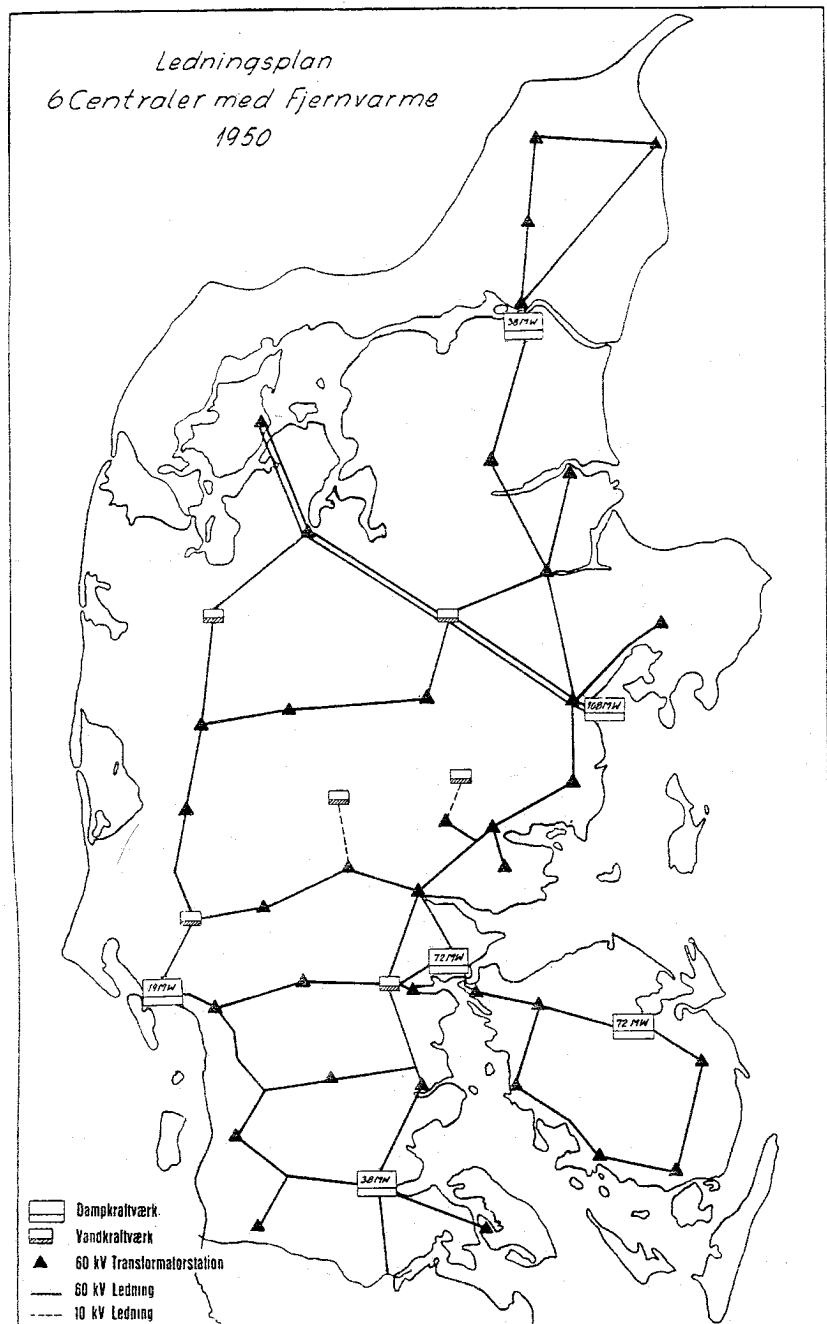 Ledningsplan
6 Centraler med Fjernvarme
1950
38 MW
108 MW
72 MW
19 MW
72 MW
38 MW
Dampkraftværk
Vandkraftværk
60 kV Transformatorstation
60 kV Ledning
10 kV Ledning